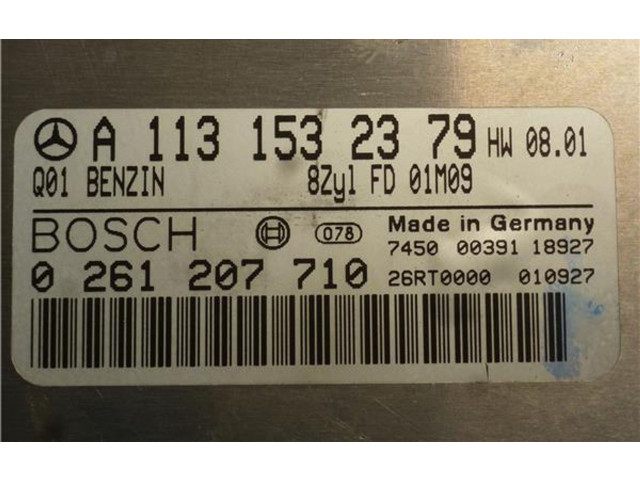 A 113 153 23 79 HW 08.01
Q01 BENZIN 8Zyl FD 01M09
BOSCH 078 Made in Germany
7450 00391 18927
0 261 207 710 26RT0000 010927